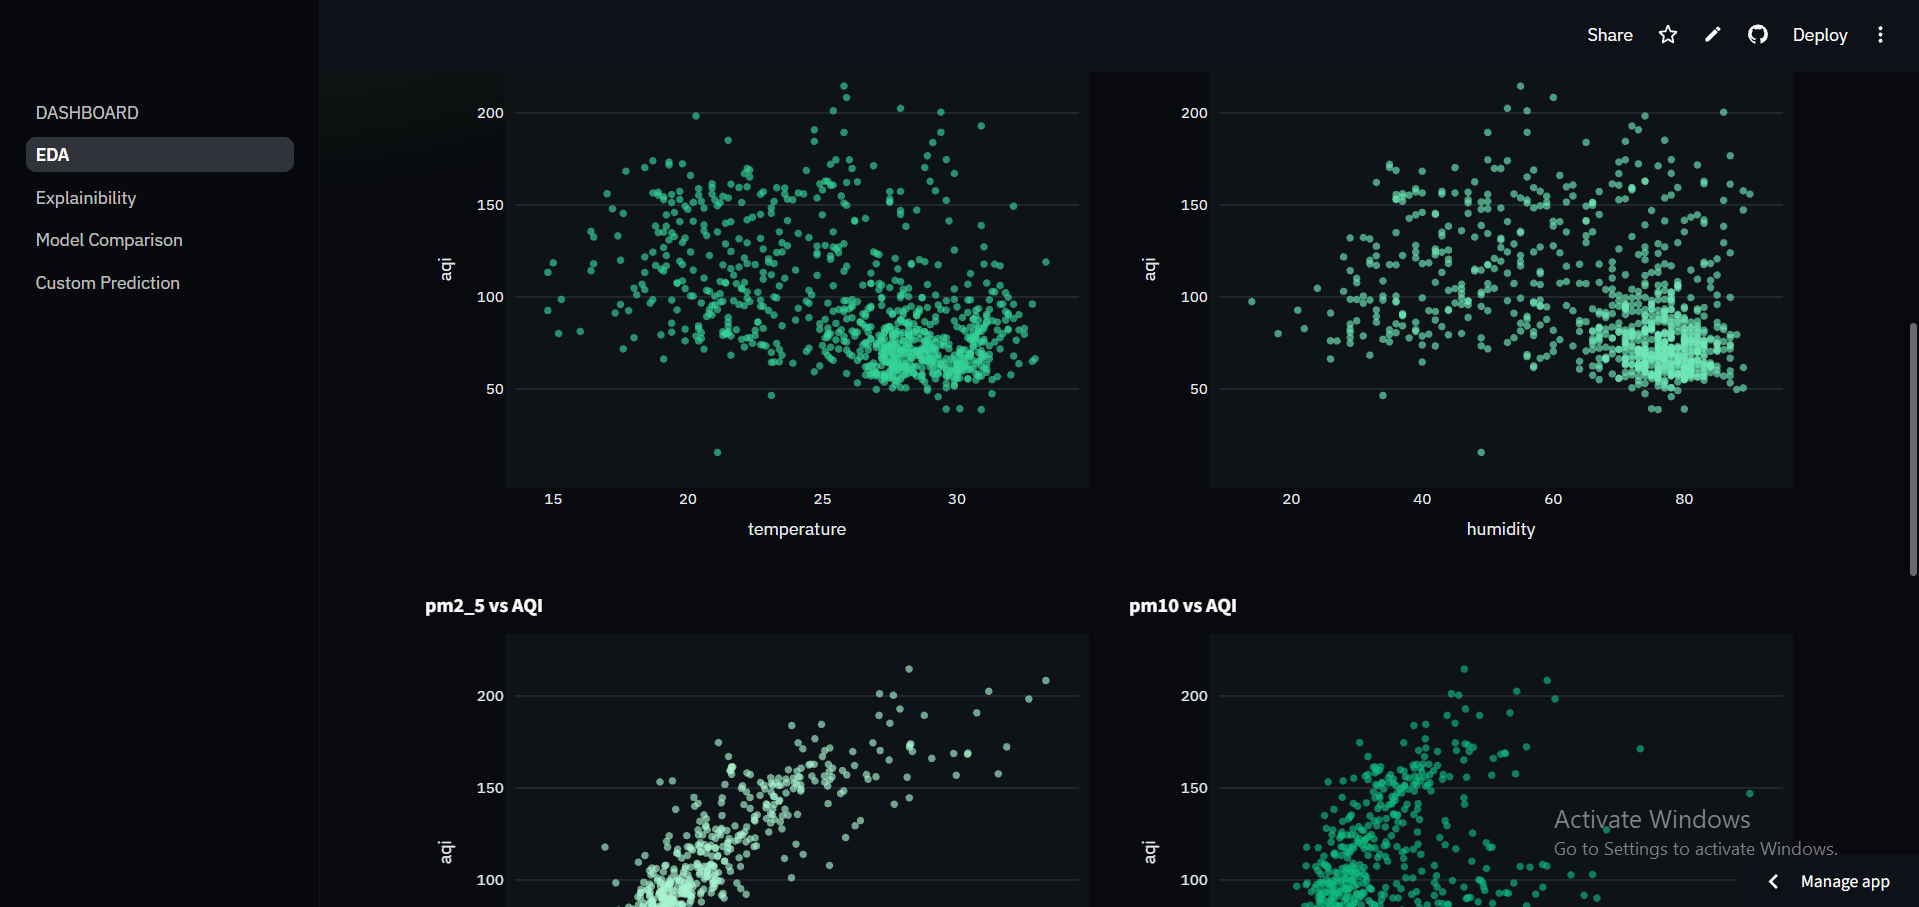 Share
Deploy
DASHBOARD
EDA
Explainibility
Model Comparison
Custom Prediction
200
150
100
50
aqi
15 20 25 30
temperature
200
150
100
50
aqi
20 40 60 80
humidity
pm2_5 vs AQI
200
150
100
aqi
pm10 vs AQI
200
150
100
aqi
Activate Windows
Go to Settings to activate Windows.
Manage app